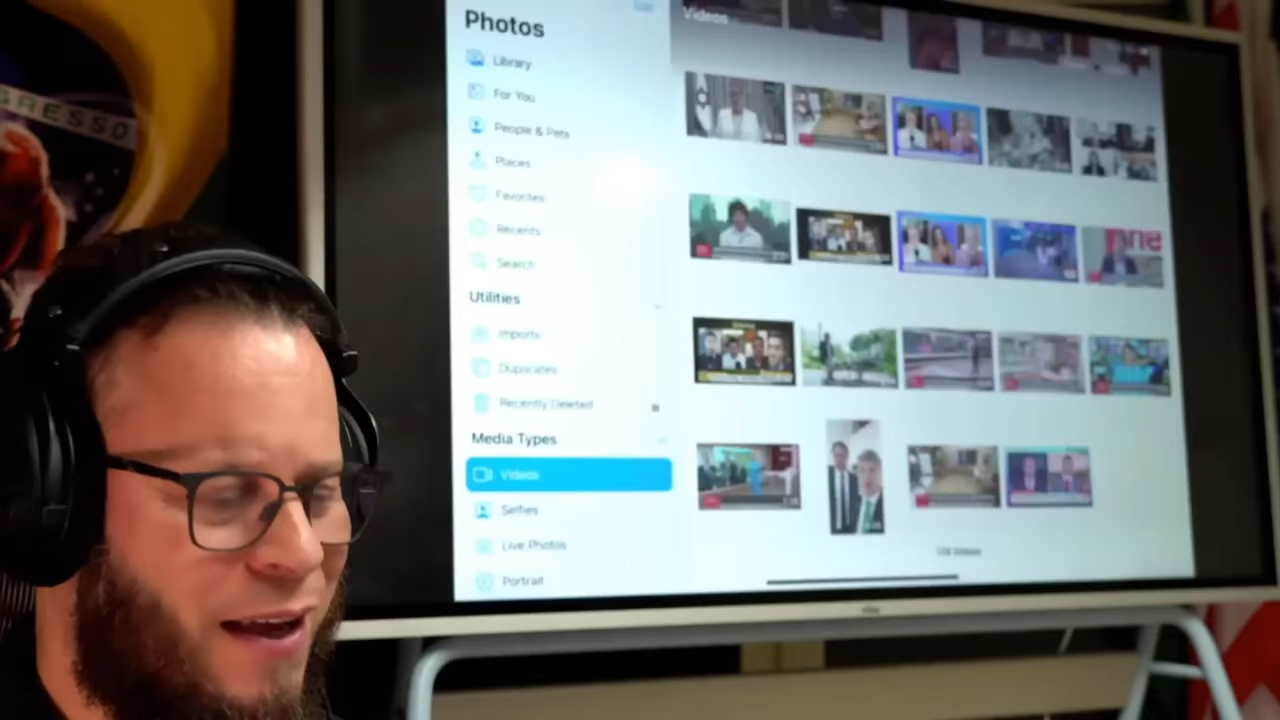 GRESSO
Photos
Library
For You
People & Pets
Places
Favorites
Recents
Search
Utilities
Imports
Duplicates
Recently Deleted
Media Types
Videos
Selfies
Live Photos
Portrait
Videos